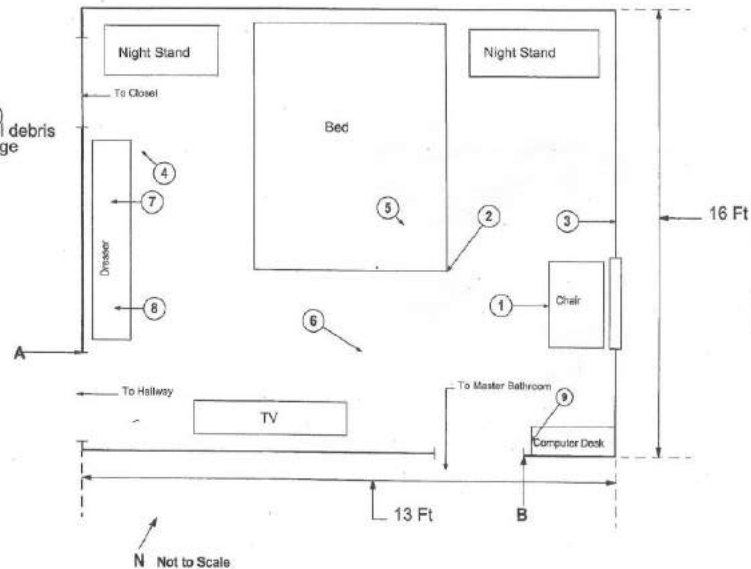 Night Stand
Night Stand
To Closet
debris
Bed
4
7
5
2
3
16 Ft
Dresser
8
1
Chair
6
A
To Hallway
To Master Bathroom
9
TV
Computer Desk
13 Ft
B
N Not to Scale